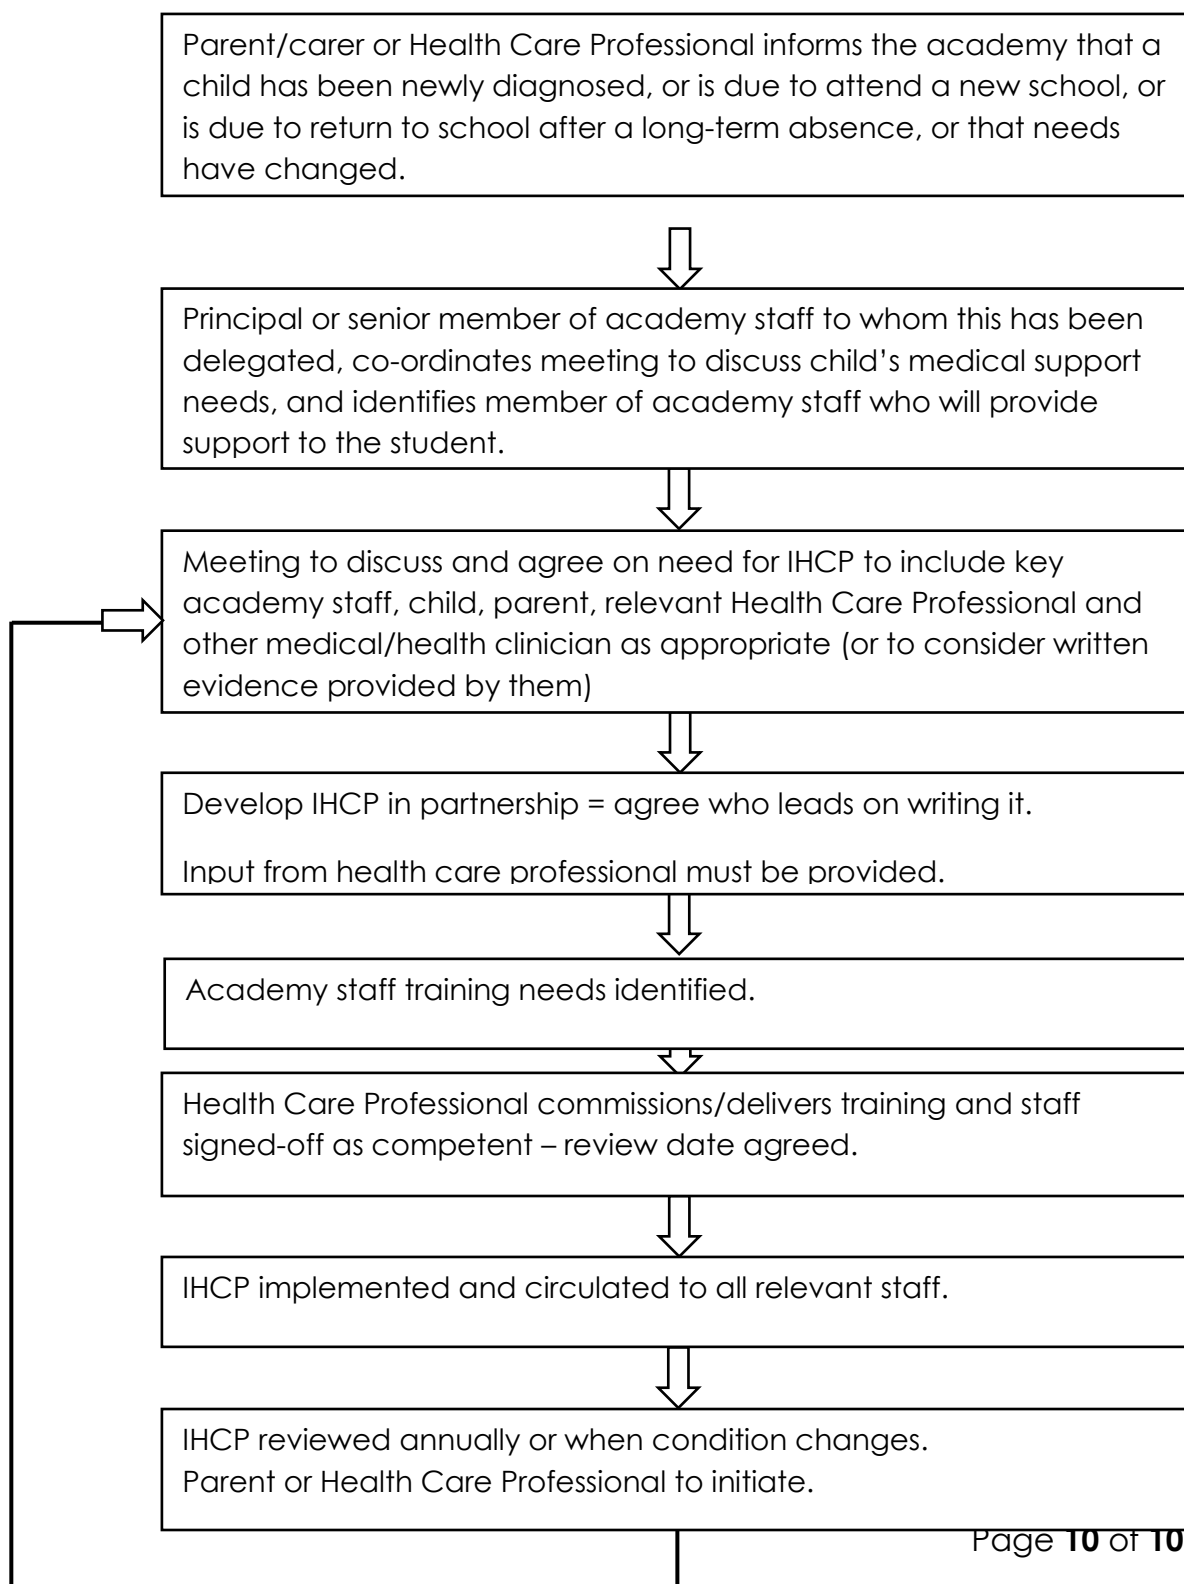 Parent/carer or Health Care Professional informs the academy that a
child has been newly diagnosed, or is due to attend a new school, or
is due to return to school after a long-term absence, or that needs
have changed.
Principal or senior member of academy staff to whom this has been
delegated, co-ordinates meeting to discuss child’s medical support
needs, and identifies member of academy staff who will provide
support to the student.
Meeting to discuss and agree on need for IHCP to include key
academy staff, child, parent, relevant Health Care Professional and
other medical/health clinician as appropriate (or to consider written
evidence provided by them)
Develop IHCP in partnership = agree who leads on writing it.
Input from health care professional must be provided.
Academy staff training needs identified.
Health Care Professional commissions/delivers training and staff
signed-off as competent – review date agreed.
IHCP implemented and circulated to all relevant staff.
IHCP reviewed annually or when condition changes.
Parent or Health Care Professional to initiate.
Page 10 of 10